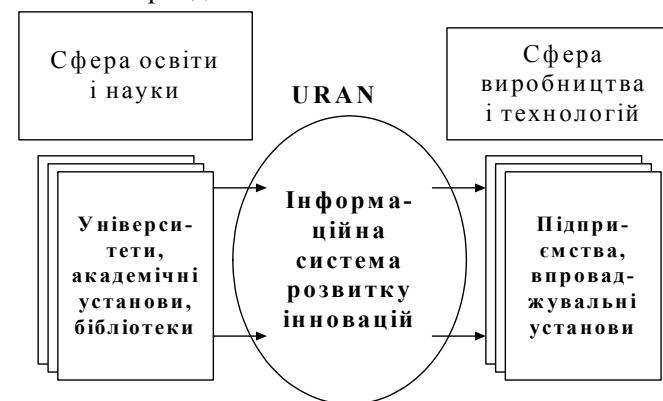 Сфера освіти
і науки
URAN
Сфера
виробництва
і технологій
Універси-
тети,
академічні
установи,
бібліотеки
Інформа-
ційна
система
розвитку
інновацій
Підпри-
ємства,
впровад-
жувальні
установи